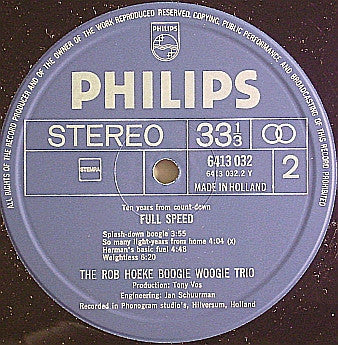 ALL RIGHTS OF THE RECORD PRODUCER AND OF THE OWNER OF THE WORK REPRODUCED RESERVED, COPYING, PUBLIC PERFORMANCE AND BROADCASTING OF THIS RECORD PROHIBITED
PHILIPS
PHILIPS
STEREO
33 1/3
STEMRA
6413 032
6413 032.2 Y
MADE IN HOLLAND
2
Ten years from count-down
FULL SPEED
Splash-down boogie 3:55
So many light-years from home 4:04 (x)
Herman's basic fuel 4:48
Weightless 6:20
THE ROB HOEKE BOOGIE WOOGIE TRIO
Production: Tony Vos
Engineering: Jan Schuurman
Recorded in Phonogram studio's, Hilversum, Holland